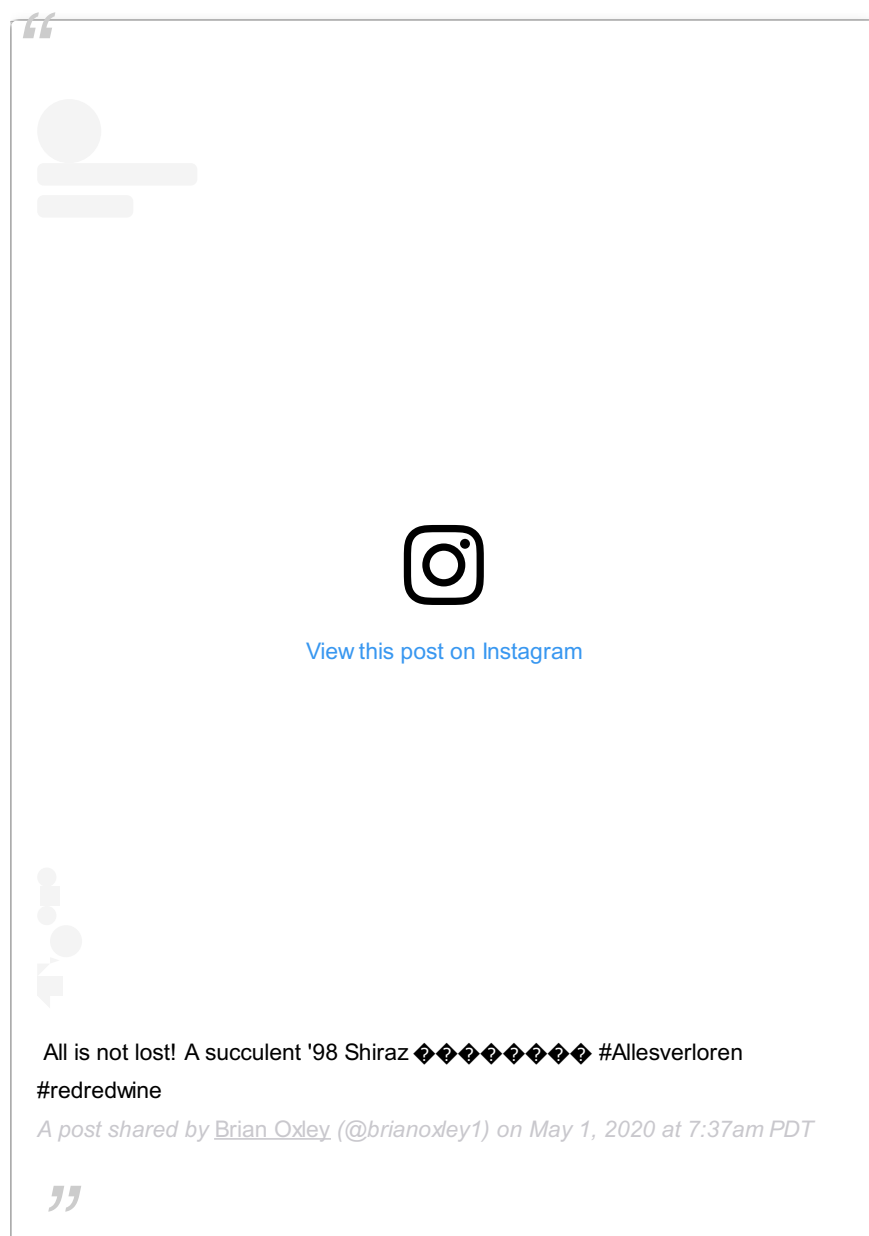 “
View this post on Instagram
All is not lost! A succulent '98 Shiraz �������� #Allesverloren
#redredwine
A post shared by Brian Oxley (@brianoxley1) on May 1, 2020 at 7:37am PDT
”